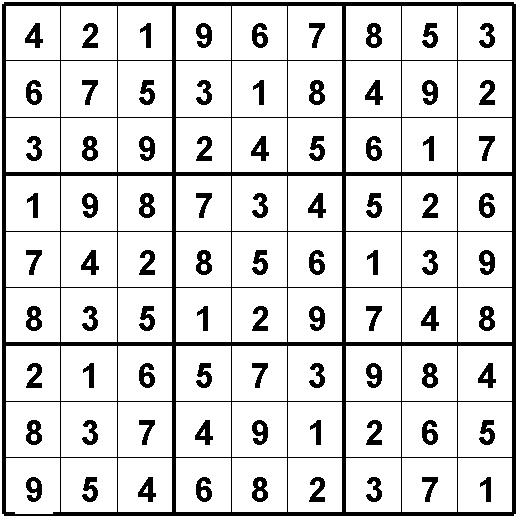 4 2 1 9 6 7 8 5 3
6 7 5 3 1 8 4 9 2
3 8 9 2 4 5 6 1 7
1 9 8 7 3 4 5 2 6
7 4 2 8 5 6 1 3 9
8 3 5 1 2 9 7 4 8
2 1 6 5 7 3 9 8 4
8 3 7 4 9 1 2 6 5
9 5 4 6 8 2 3 7 1